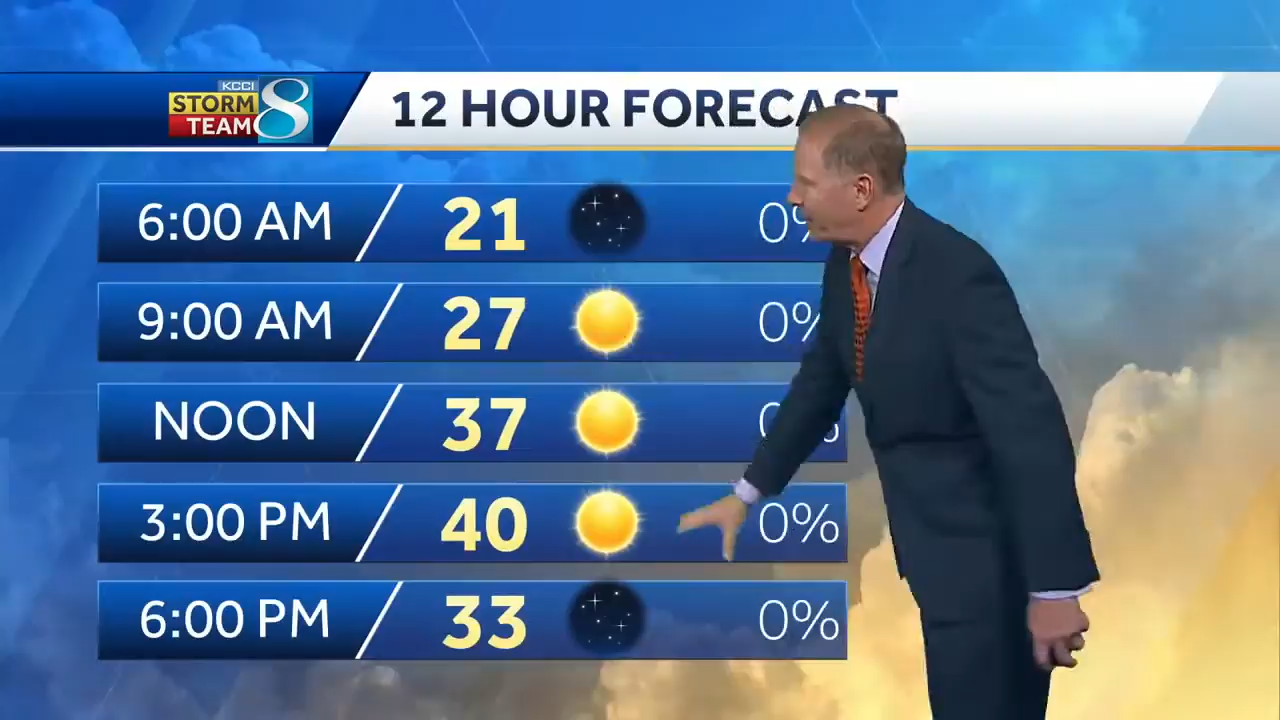 KCCI
STORM
TEAM 8
12 HOUR FORECAST
6:00 AM 21 0%
9:00 AM 27 0%
NOON 37 0%
3:00 PM 40 0%
6:00 PM 33 0%